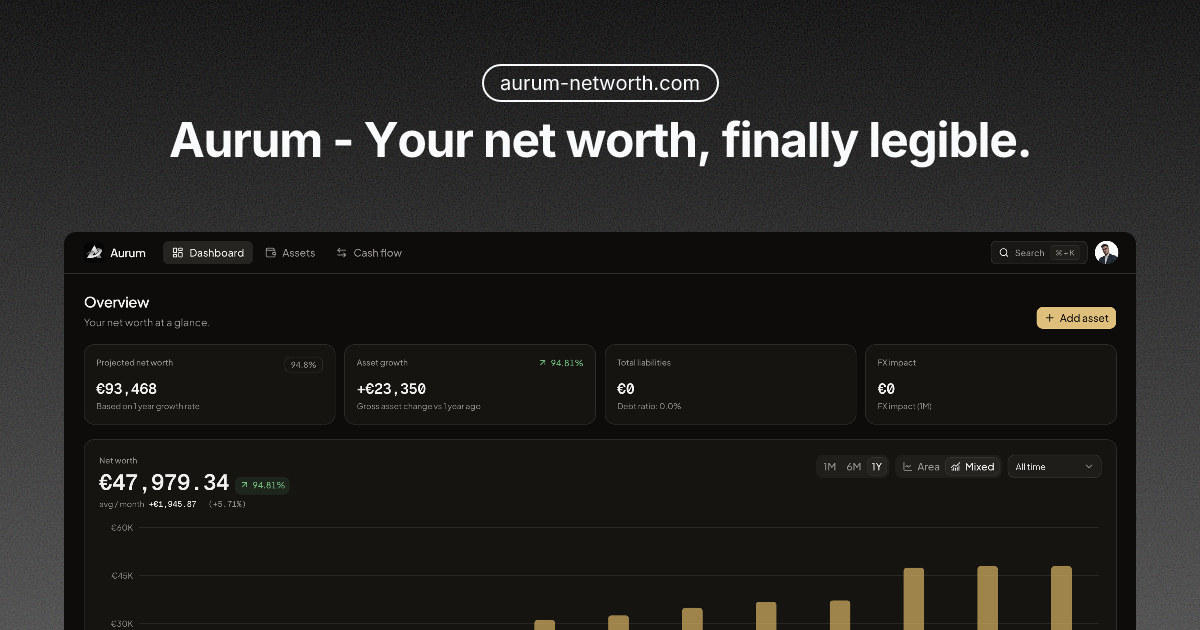 aurum-networth.com
Aurum - Your net worth, finally legible.
Aurum Dashboard Assets Cash flow Search ⌘+K
Overview
Your net worth at a glance.
+ Add asset
Projected net worth 94.8%
€93,468
Based on 1 year growth rate
Asset growth ↗ 94.81%
+€23,350
Gross asset change vs 1 year ago
Total liabilities
€0
Debt ratio: 0.0%
FX impact
€0
FX impact (1M)
Net worth
€47,979.34 ↗ 94.81%
avg / month +€1,945.87 (+5.71%)
1M 6M 1Y Area Mixed All time
€60K
€45K
€30K